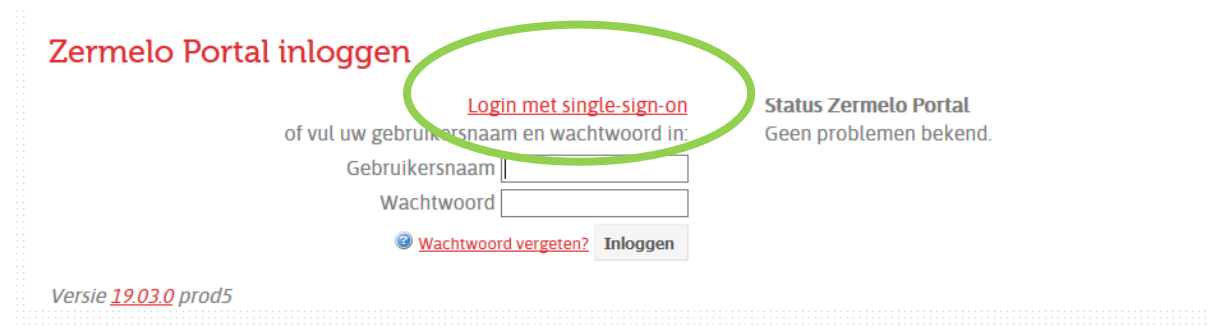 Zermelo Portal inloggen
Login met single-sign-on
of vul uw gebruikersnaam en wachtwoord in:
Gebruikersnaam
Wachtwoord
Wachtwoord vergeten? Inloggen
Status Zermelo Portal
Geen problemen bekend.
Versie 19.03.0 prod5